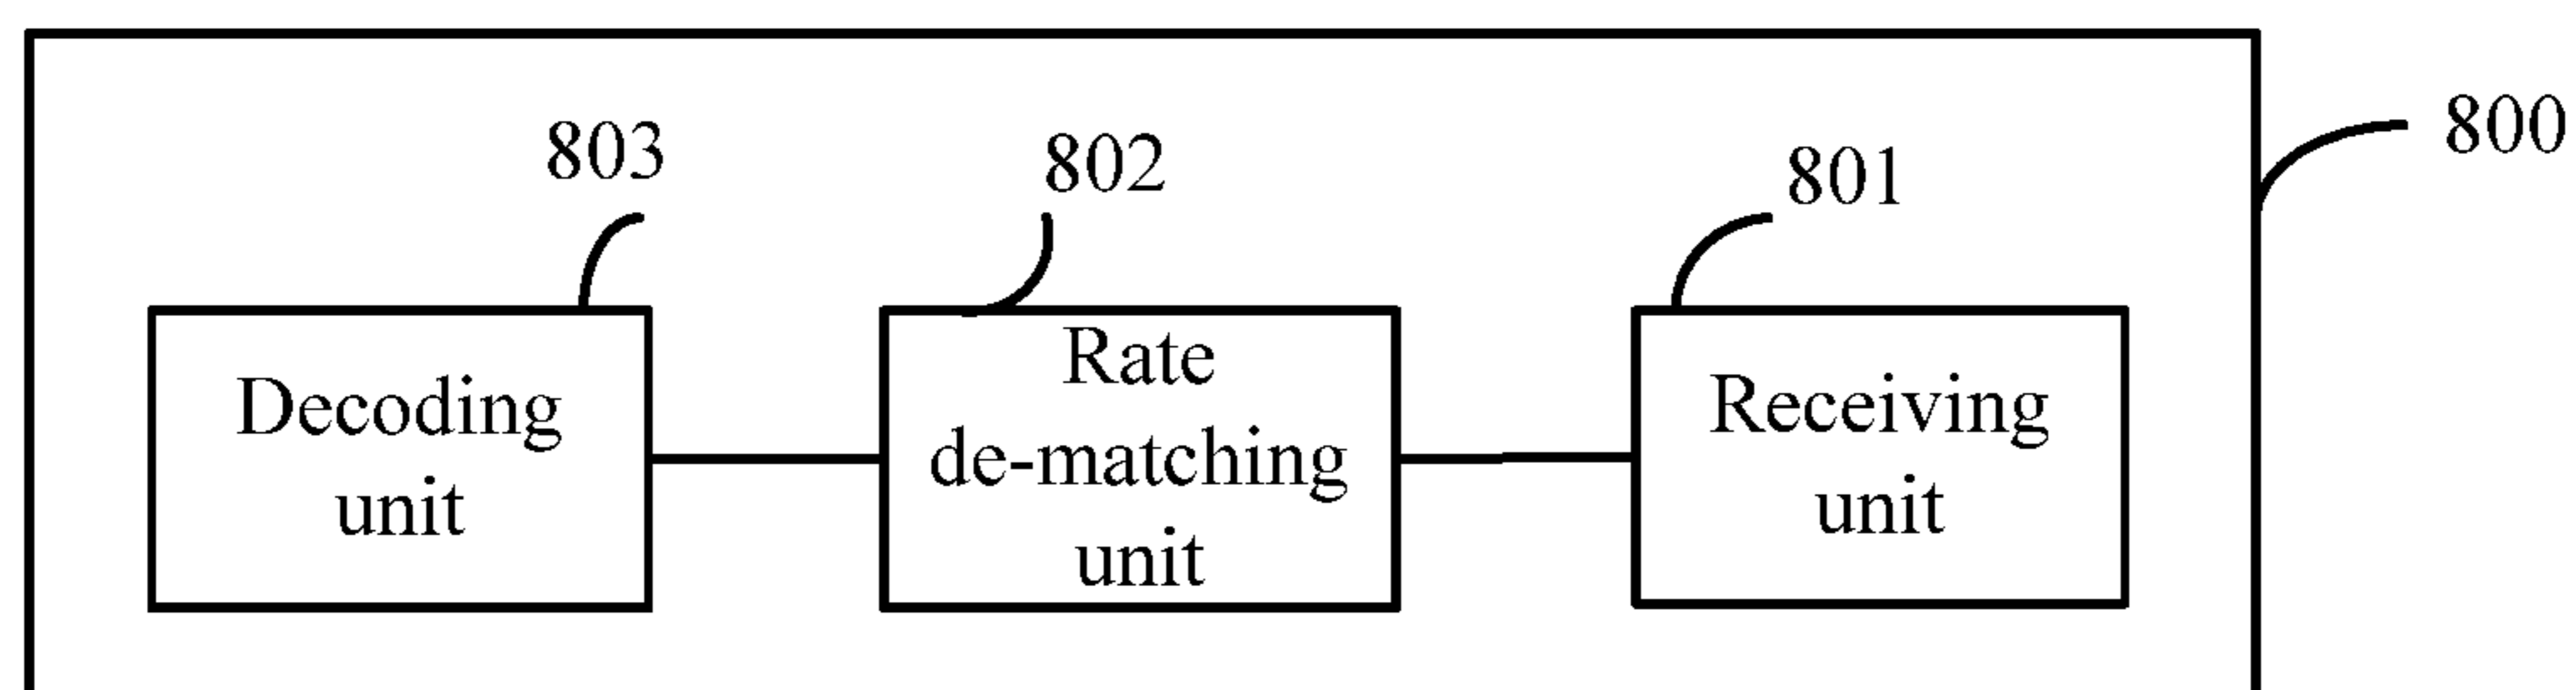 800
803
802
801
Decoding
unit
Rate
de-matching
unit
Receiving
unit